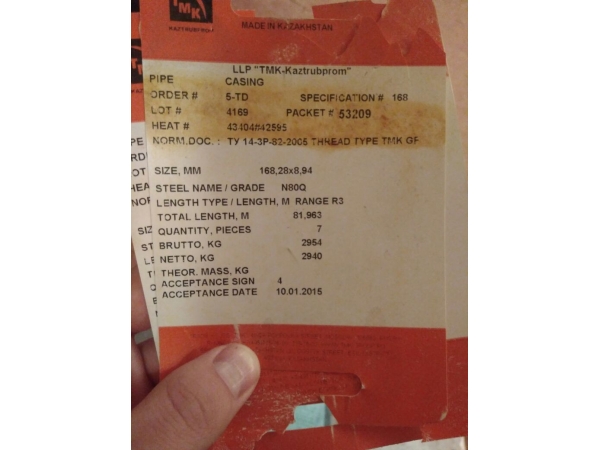 TMK
KAZTRUBPROM
MADE IN KAZAKHSTAN
LLP "TMK-Kaztrubprom"
PIPE CASING
ORDER # 5-TD SPECIFICATION # 168
LOT # 4169 PACKET # 53209
HEAT # 43404#42595
NORM.DOC. : ТУ 14-3P-82-2005 THHEAD TYPE TMK GF
SIZE, MM 168,28x8,94
STEEL NAME / GRADE N80Q
LENGTH TYPE / LENGTH, M RANGE R3
TOTAL LENGTH, M 81,963
QUANTITY, PIECES 7
BRUTTO, KG 2954
NETTO, KG 2940
THEOR. MASS, KG
ACCEPTANCE SIGN 4
ACCEPTANCE DATE 10.01.2015